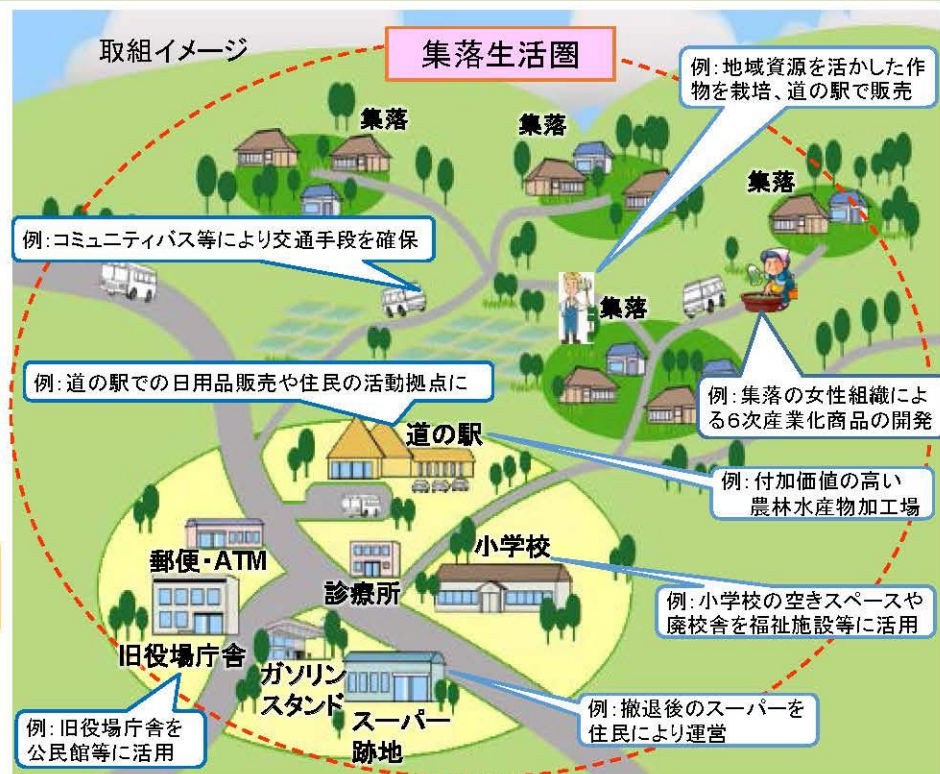 取組イメージ
集落生活圏
例：地域資源を活かした作
物を栽培、道の駅で販売
集落
集落
集落
例：コミュニティバス等により交通手段を確保
集落
例：道の駅での日用品販売や住民の活動拠点に
例：集落の女性組織によ
る6次産業化商品の開発
道の駅
例：付加価値の高い
農林水産物加工場
郵便・ATM
小学校
診療所
例：小学校の空きスペースや
廃校舎を福祉施設等に活用
旧役場庁舎
ガソリン
スタンド
スーパー
跡地
例：旧役場庁舎を
公民館等に活用
例：撤退後のスーパーを
住民により運営